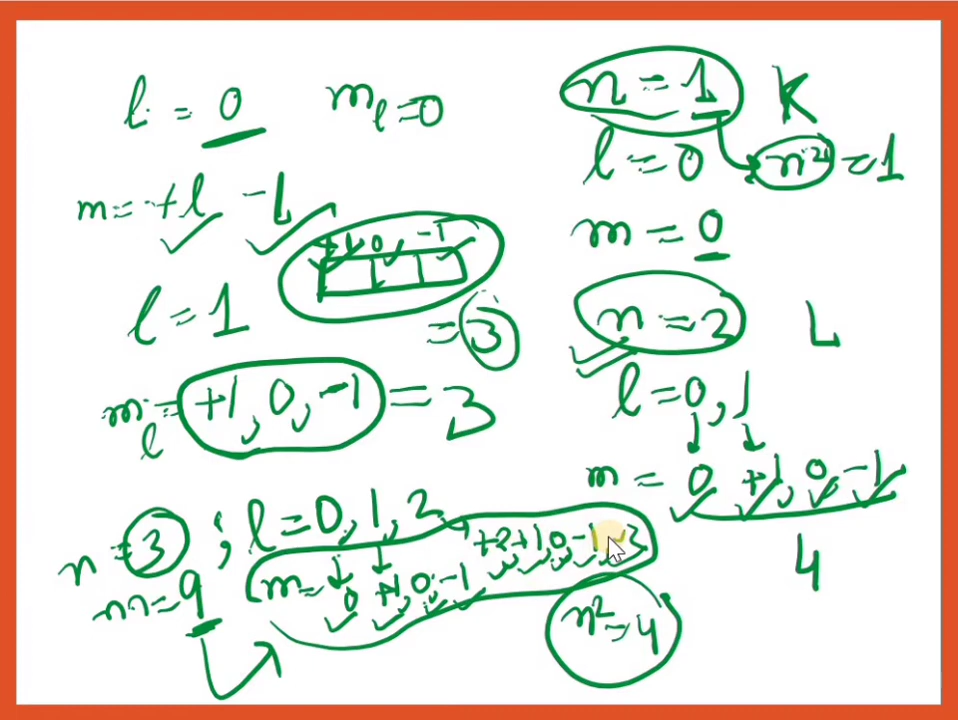 l = 0 m_l = 0
m = +l -l
+1 0 -1
l = 1
= 3
m_l = +1, 0, -1 = 3
n = 1 K
l = 0 n² = 1
m = 0
n = 2 L
l = 0, 1
m = 0 +1, 0, -1
4
n = 3 ; l = 0, 1, 2
m = 0 +1, 0, -1 +2 +1, 0, -1 -2
= 9
n² = 4